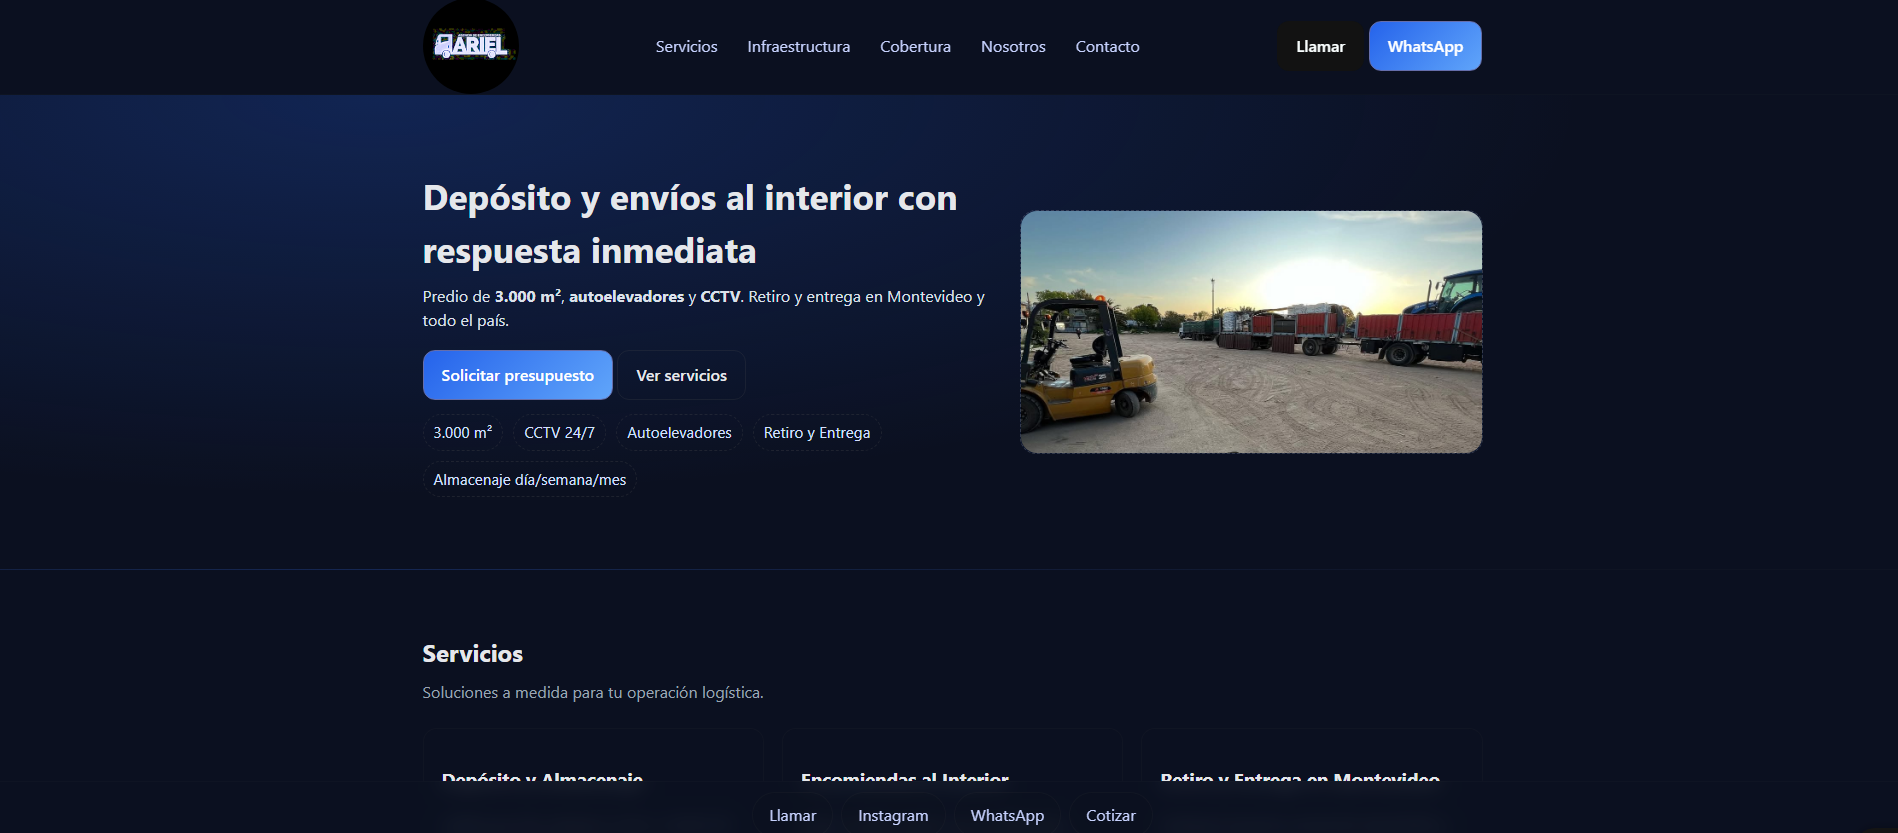 ARIEL
Servicios
Infraestructura
Cobertura
Nosotros
Contacto
Llamar
WhatsApp
Depósito y envíos al interior con
respuesta inmediata
Predio de 3.000 m², autoelevadores y CCTV. Retiro y entrega en Montevideo y
todo el país.
Solicitar presupuesto
Ver servicios
3.000 m²
CCTV 24/7
Autoelevadores
Retiro y Entrega
Almacenaje día/semana/mes
Servicios
Soluciones a medida para tu operación logística.
Depósito y Almacenaje
Encomiendas al Interior
Retiro y Entrega en Montevideo
Llamar
Instagram
WhatsApp
Cotizar